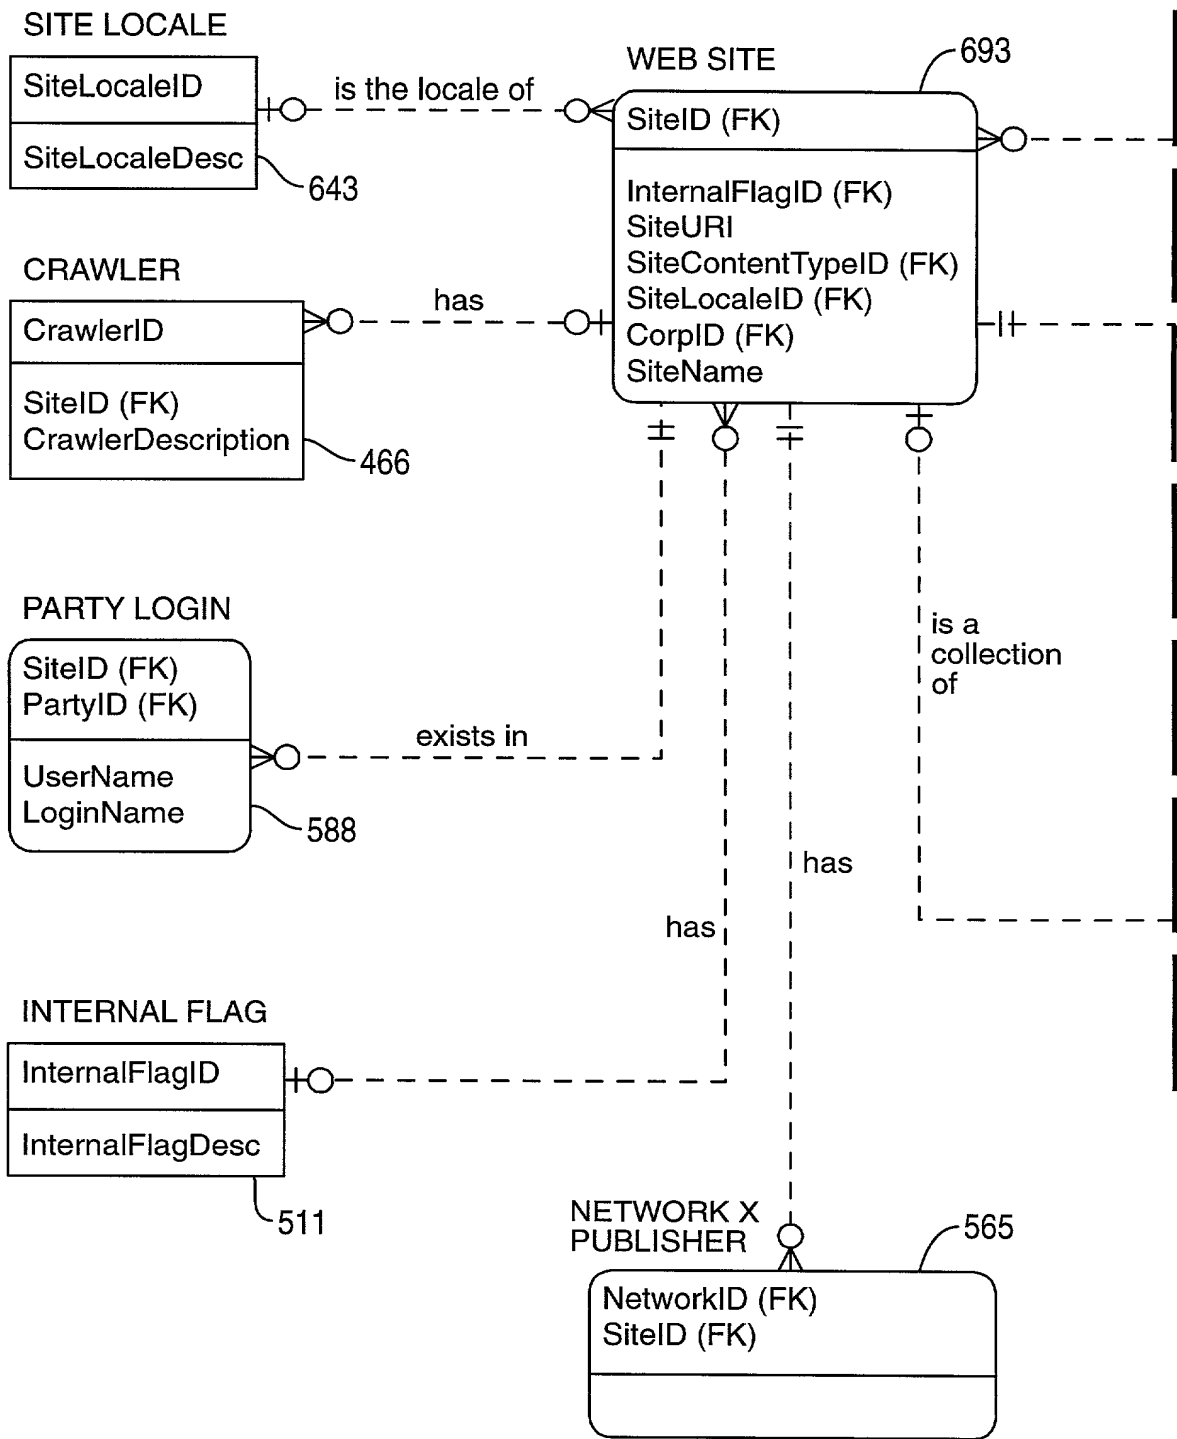 SITE LOCALE
SiteLocaleID
SiteLocaleDesc
643
is the locale of
WEB SITE
693
SiteID (FK)
InternalFlagID (FK)
SiteURI
SiteContentTypeID (FK)
SiteLocaleID (FK)
CorpID (FK)
SiteName
CRAWLER
CrawlerID
SiteID (FK)
CrawlerDescription
466
has
PARTY LOGIN
SiteID (FK)
PartyID (FK)
UserName
LoginName
588
exists in
is a
collection
of
has
has
INTERNAL FLAG
InternalFlagID
InternalFlagDesc
511
NETWORK X
PUBLISHER
565
NetworkID (FK)
SiteID (FK)